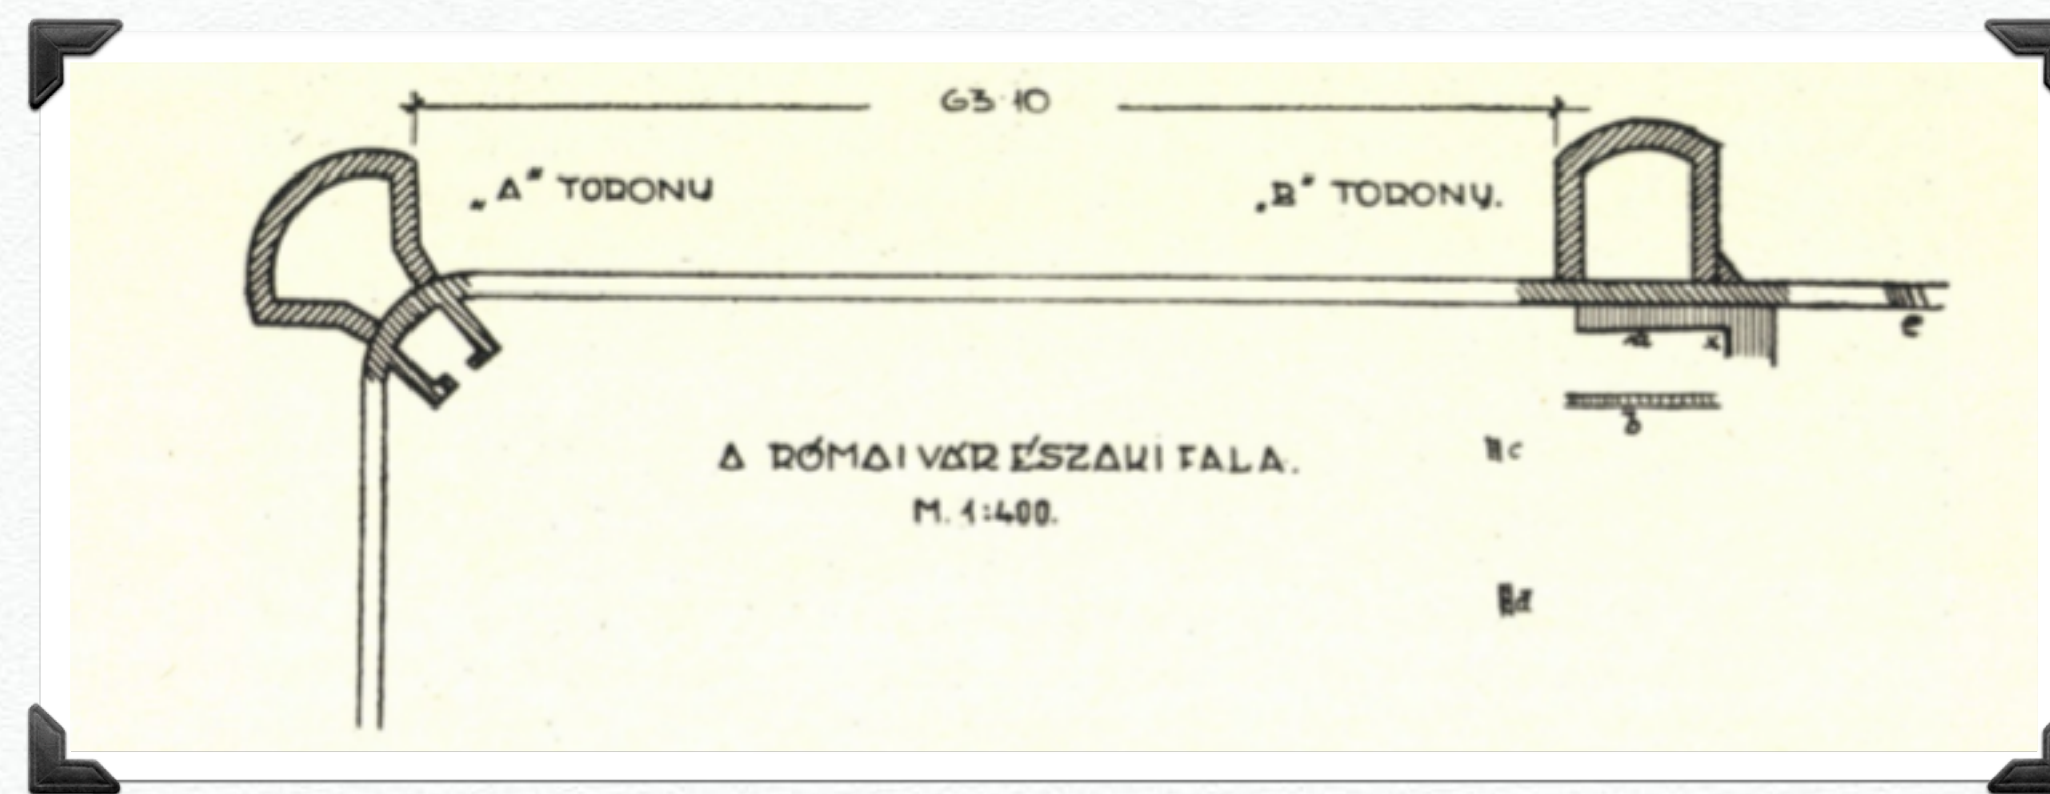 63·10
„A" TORONY
„B" TORONY.
e
a x
b
A RÓMAI VÁR ÉSZAKI FALA.
c
M. 1:400.
d